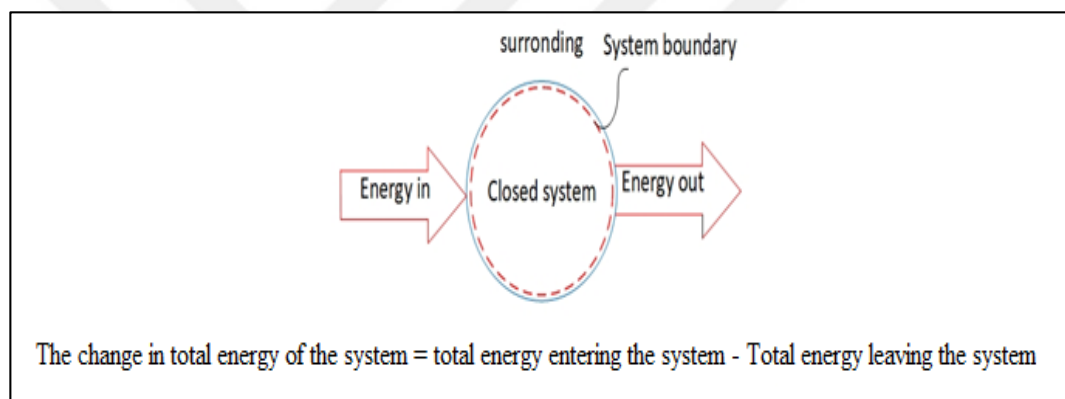 surronding System boundary
Energy in Closed system Energy out
The change in total energy of the system = total energy entering the system - Total energy leaving the system